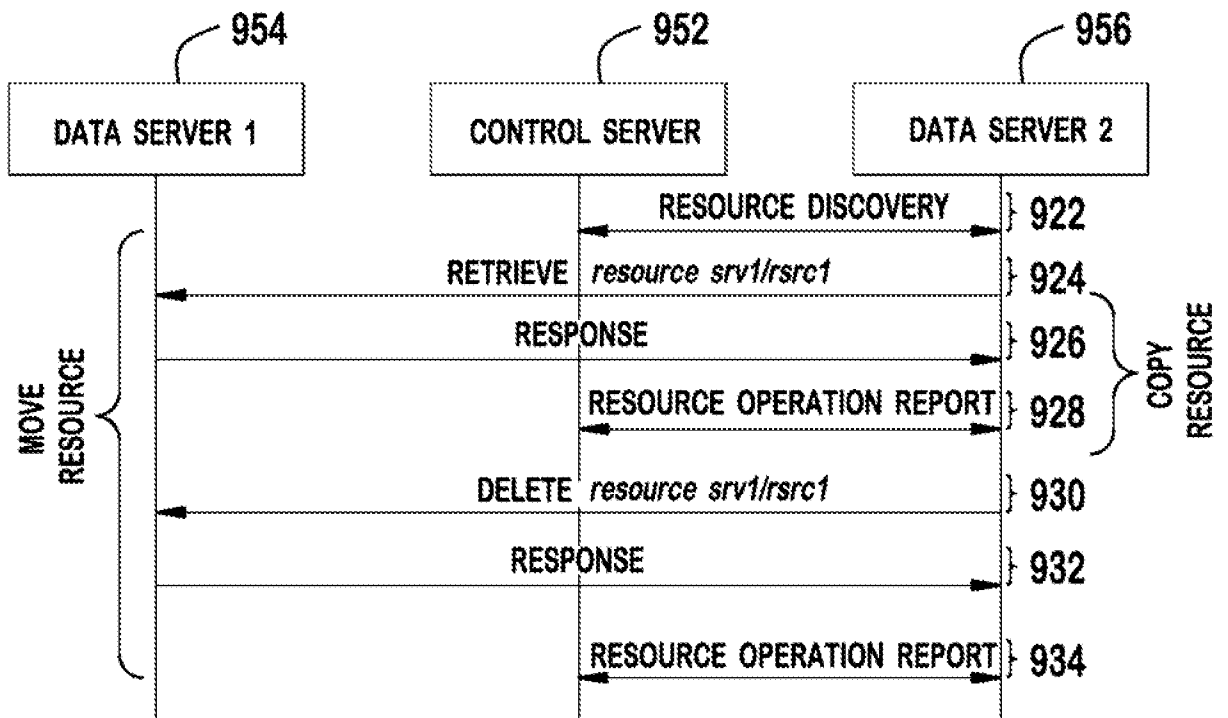 954 952 956
DATA SERVER 1 CONTROL SERVER DATA SERVER 2
RESOURCE DISCOVERY 922
RETRIEVE resource srv1/rsrc1 924
RESPONSE 926
RESOURCE OPERATION REPORT 928
DELETE resource srv1/rsrc1 930
RESPONSE 932
RESOURCE OPERATION REPORT 934
MOVE
RESOURCE
COPY
RESOURCE